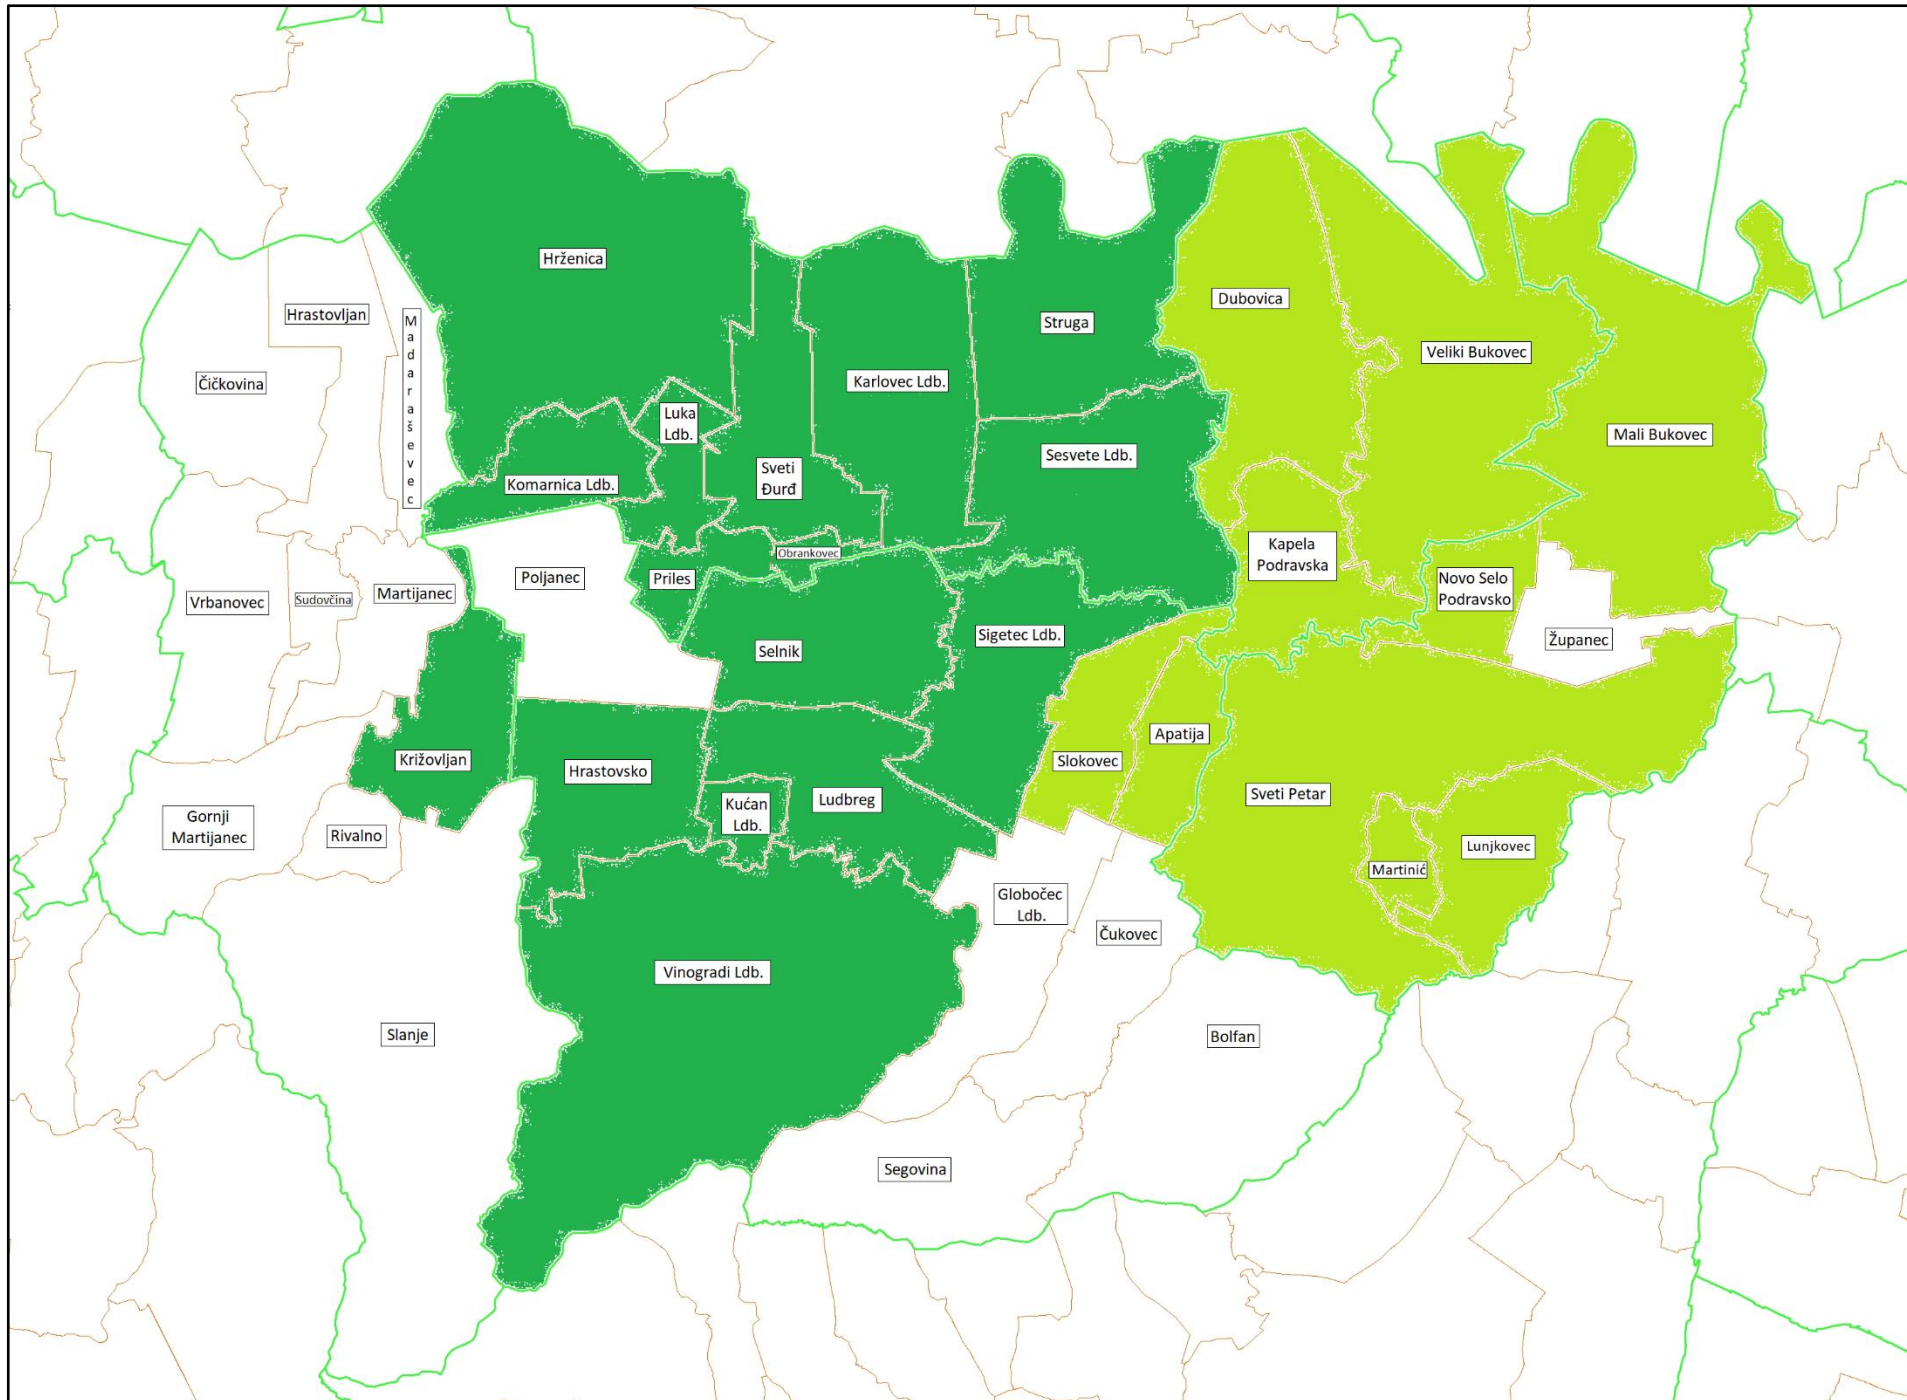 Hrženica
Dubovica
Hrastovljan
Struga
Madaraševec
Veliki Bukovec
Čičkovina
Karlovec Ldb.
Luka
Ldb.
Mali Bukovec
Sesvete Ldb.
Sveti
Đurđ
Komarnica Ldb.
Obrankovec
Kapela
Podravska
Poljanec
Priles
Novo Selo
Podravsko
Martijanec
Vrbanovec
Sudovčina
Sigetec Ldb.
Županec
Selnik
Apatija
Križovljan
Slokovec
Hrastovsko
Sveti Petar
Ludbreg
Kućan
Ldb.
Gornji
Martijanec
Rivalno
Lunjkovec
Martinić
Globočec
Ldb.
Čukovec
Vinogradi Ldb.
Slanje
Bolfan
Segovina